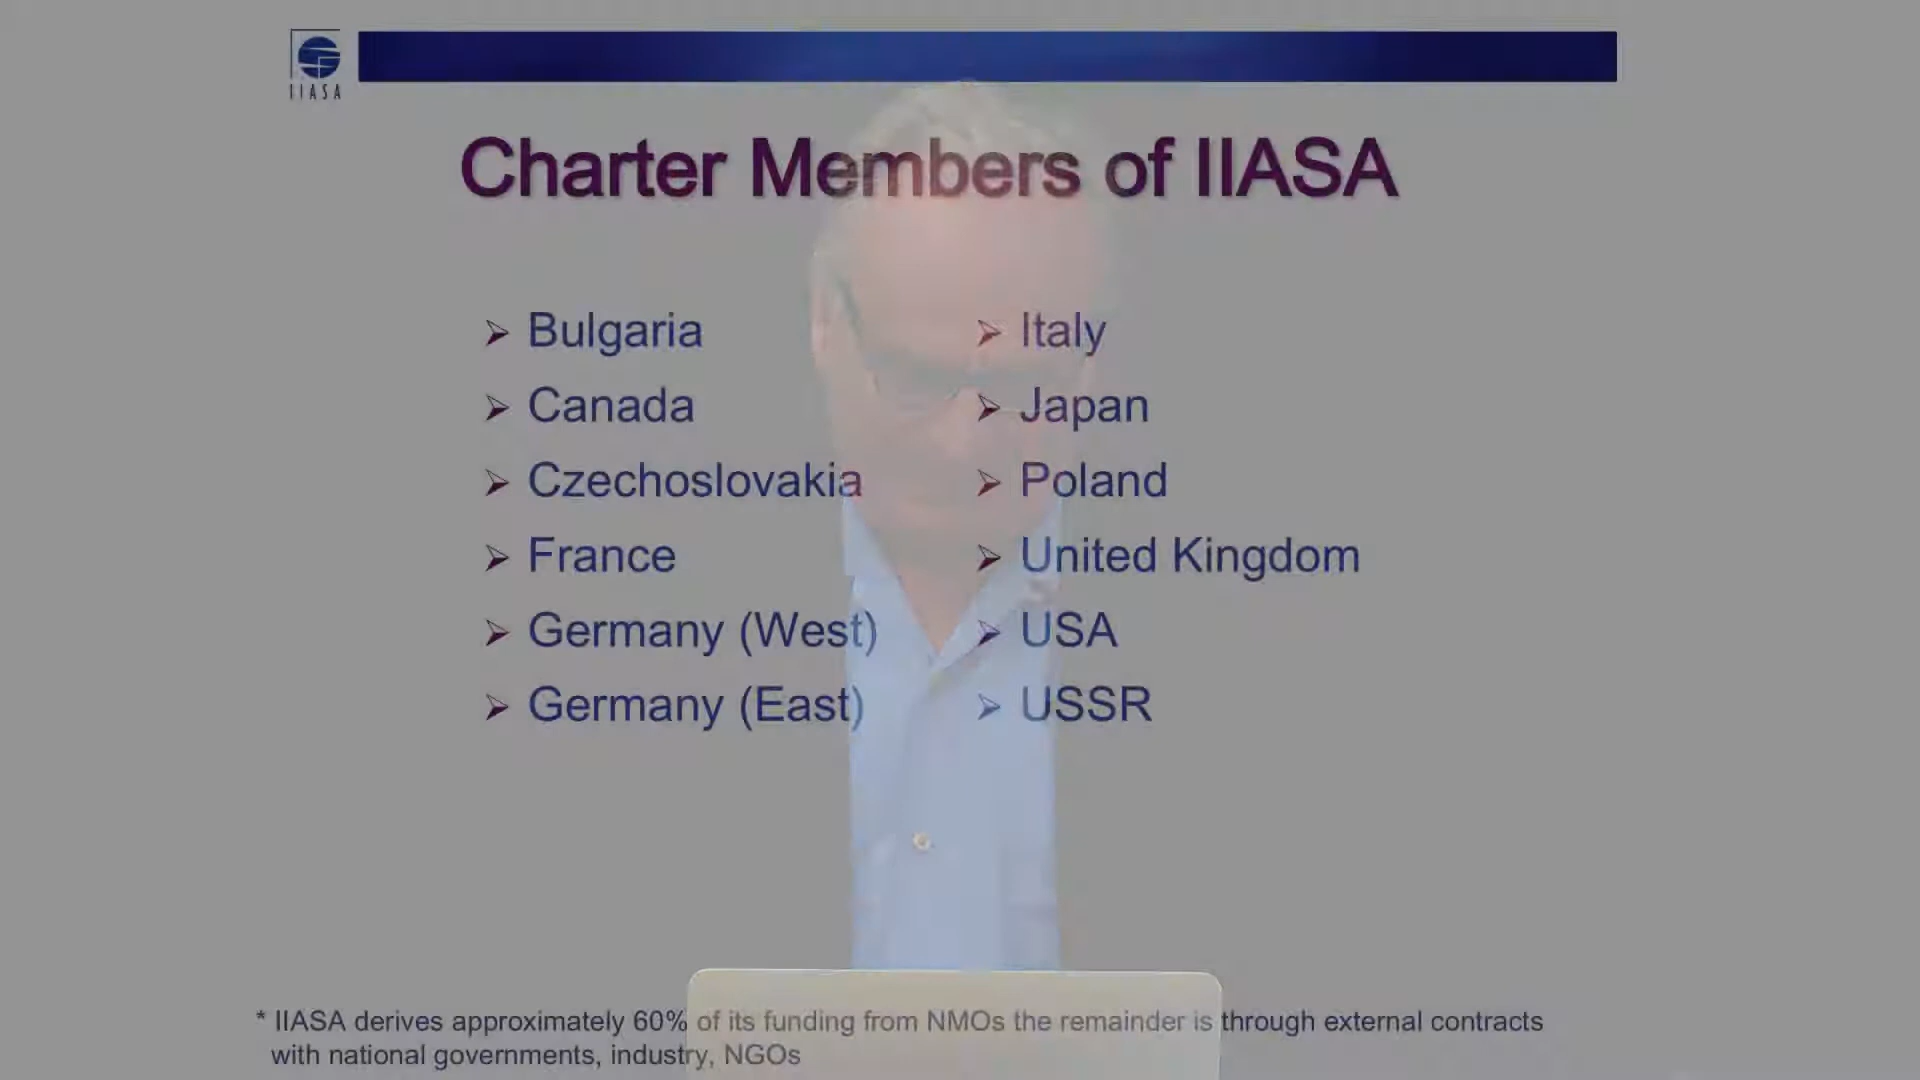 IIASA
Charter Members of IIASA
Bulgaria
Canada
Czechoslovakia
France
Germany (West)
Germany (East)
Italy
Japan
Poland
United Kingdom
USA
USSR
* IIASA derives approximately 60% of its funding from NMOs the remainder is through external contracts
with national governments, industry, NGOs